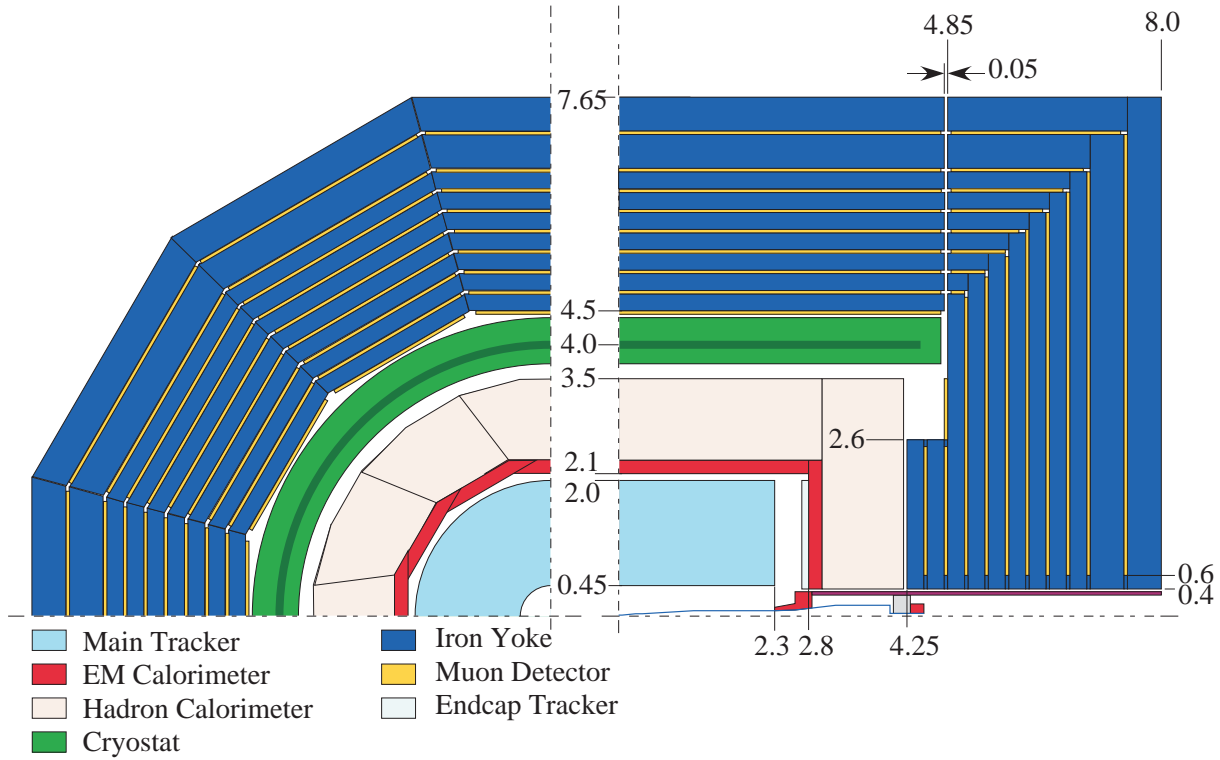 4.85 8.0
0.05
7.65
4.5
4.0
3.5
2.6
2.1
2.0
0.45
0.6
0.4
2.3 2.8 4.25
Main Tracker
EM Calorimeter
Hadron Calorimeter
Cryostat
Iron Yoke
Muon Detector
Endcap Tracker